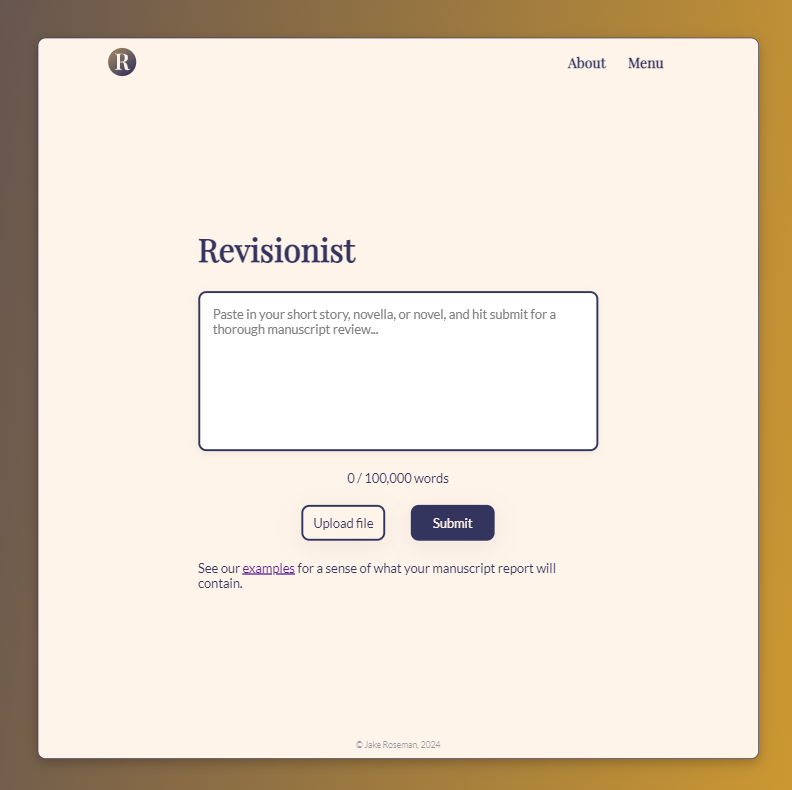 R
About Menu
Revisionist
Paste in your short story, novella, or novel, and hit submit for a
thorough manuscript review...
0 / 100,000 words
Upload file Submit
See our examples for a sense of what your manuscript report will
contain.
© Jake Roseman, 2024